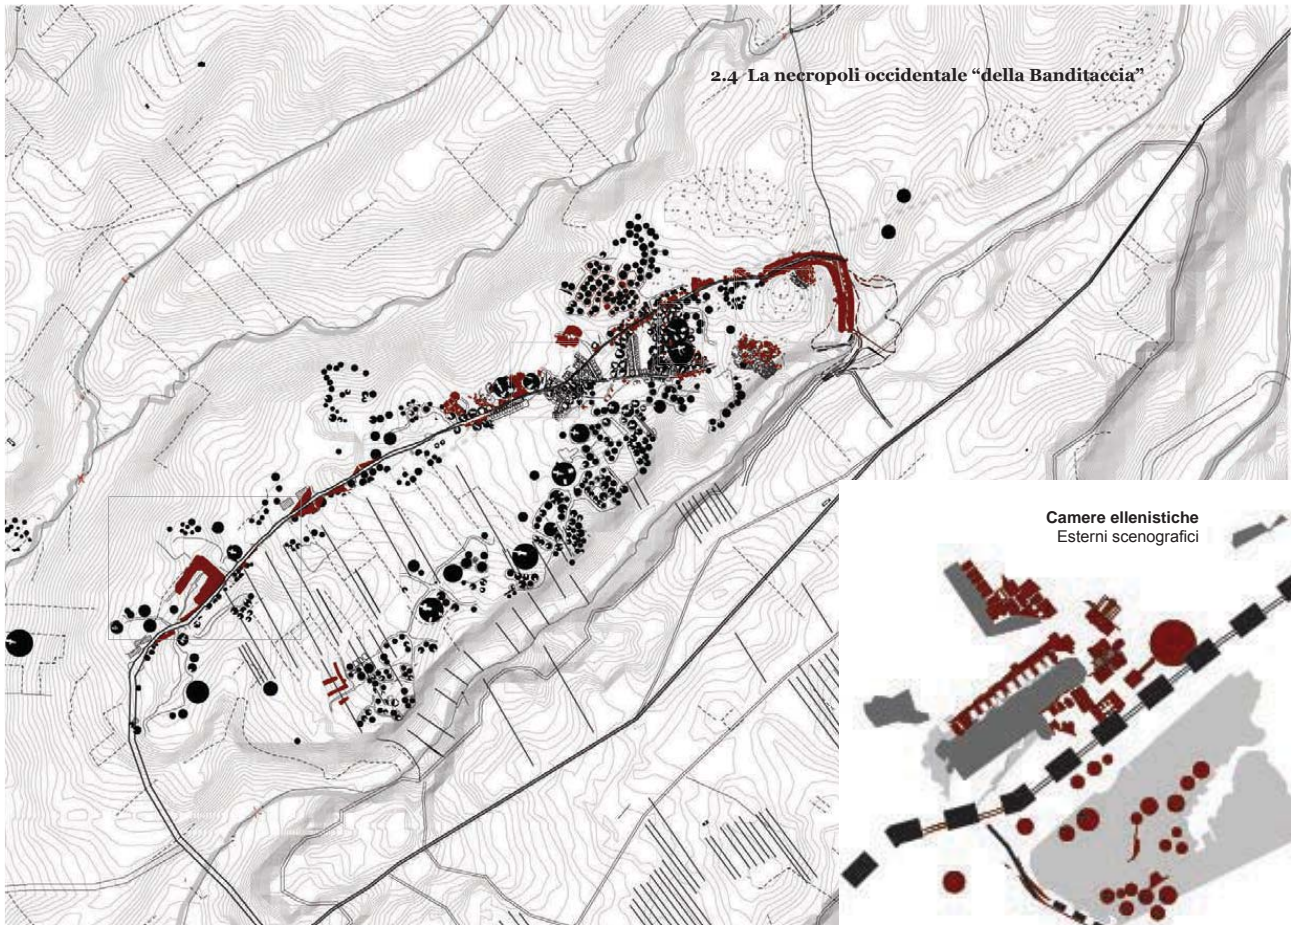 2.4 La necropoli occidentale “della Banditaccia”
Camere ellenistiche
Esterni scenografici